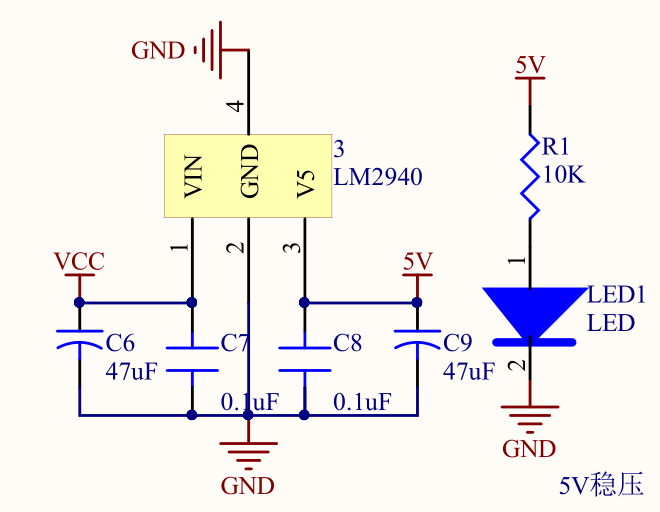 GND
4
5V
R1
10K
VIN
GND
V5
3
LM2940
1
2
3
1
VCC
5V
LED1
LED
C6
47uF
C7
0.1uF
C8
0.1uF
C9
47uF
2
GND
GND
5V稳压